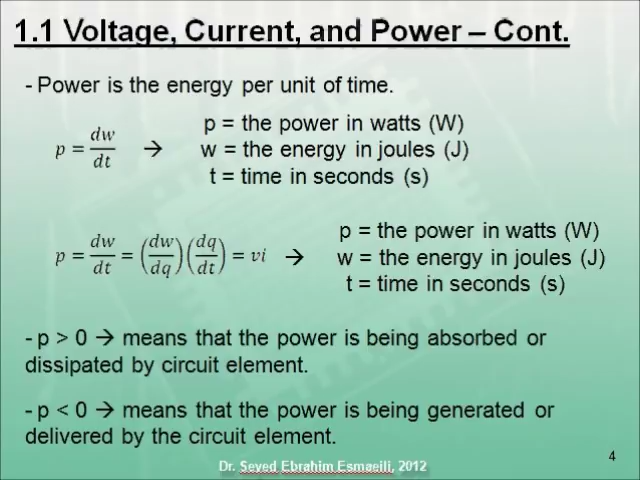 1.1 Voltage, Current, and Power – Cont.
- Power is the energy per unit of time.
p = dw/dt → p = the power in watts (W)
w = the energy in joules (J)
t = time in seconds (s)
p = dw/dt = (dw/dq)(dq/dt) = vi → p = the power in watts (W)
w = the energy in joules (J)
t = time in seconds (s)
- p > 0 → means that the power is being absorbed or
dissipated by circuit element.
- p < 0 → means that the power is being generated or
delivered by the circuit element.
4
Dr. Seyed Ebrahim Esmaeili, 2012